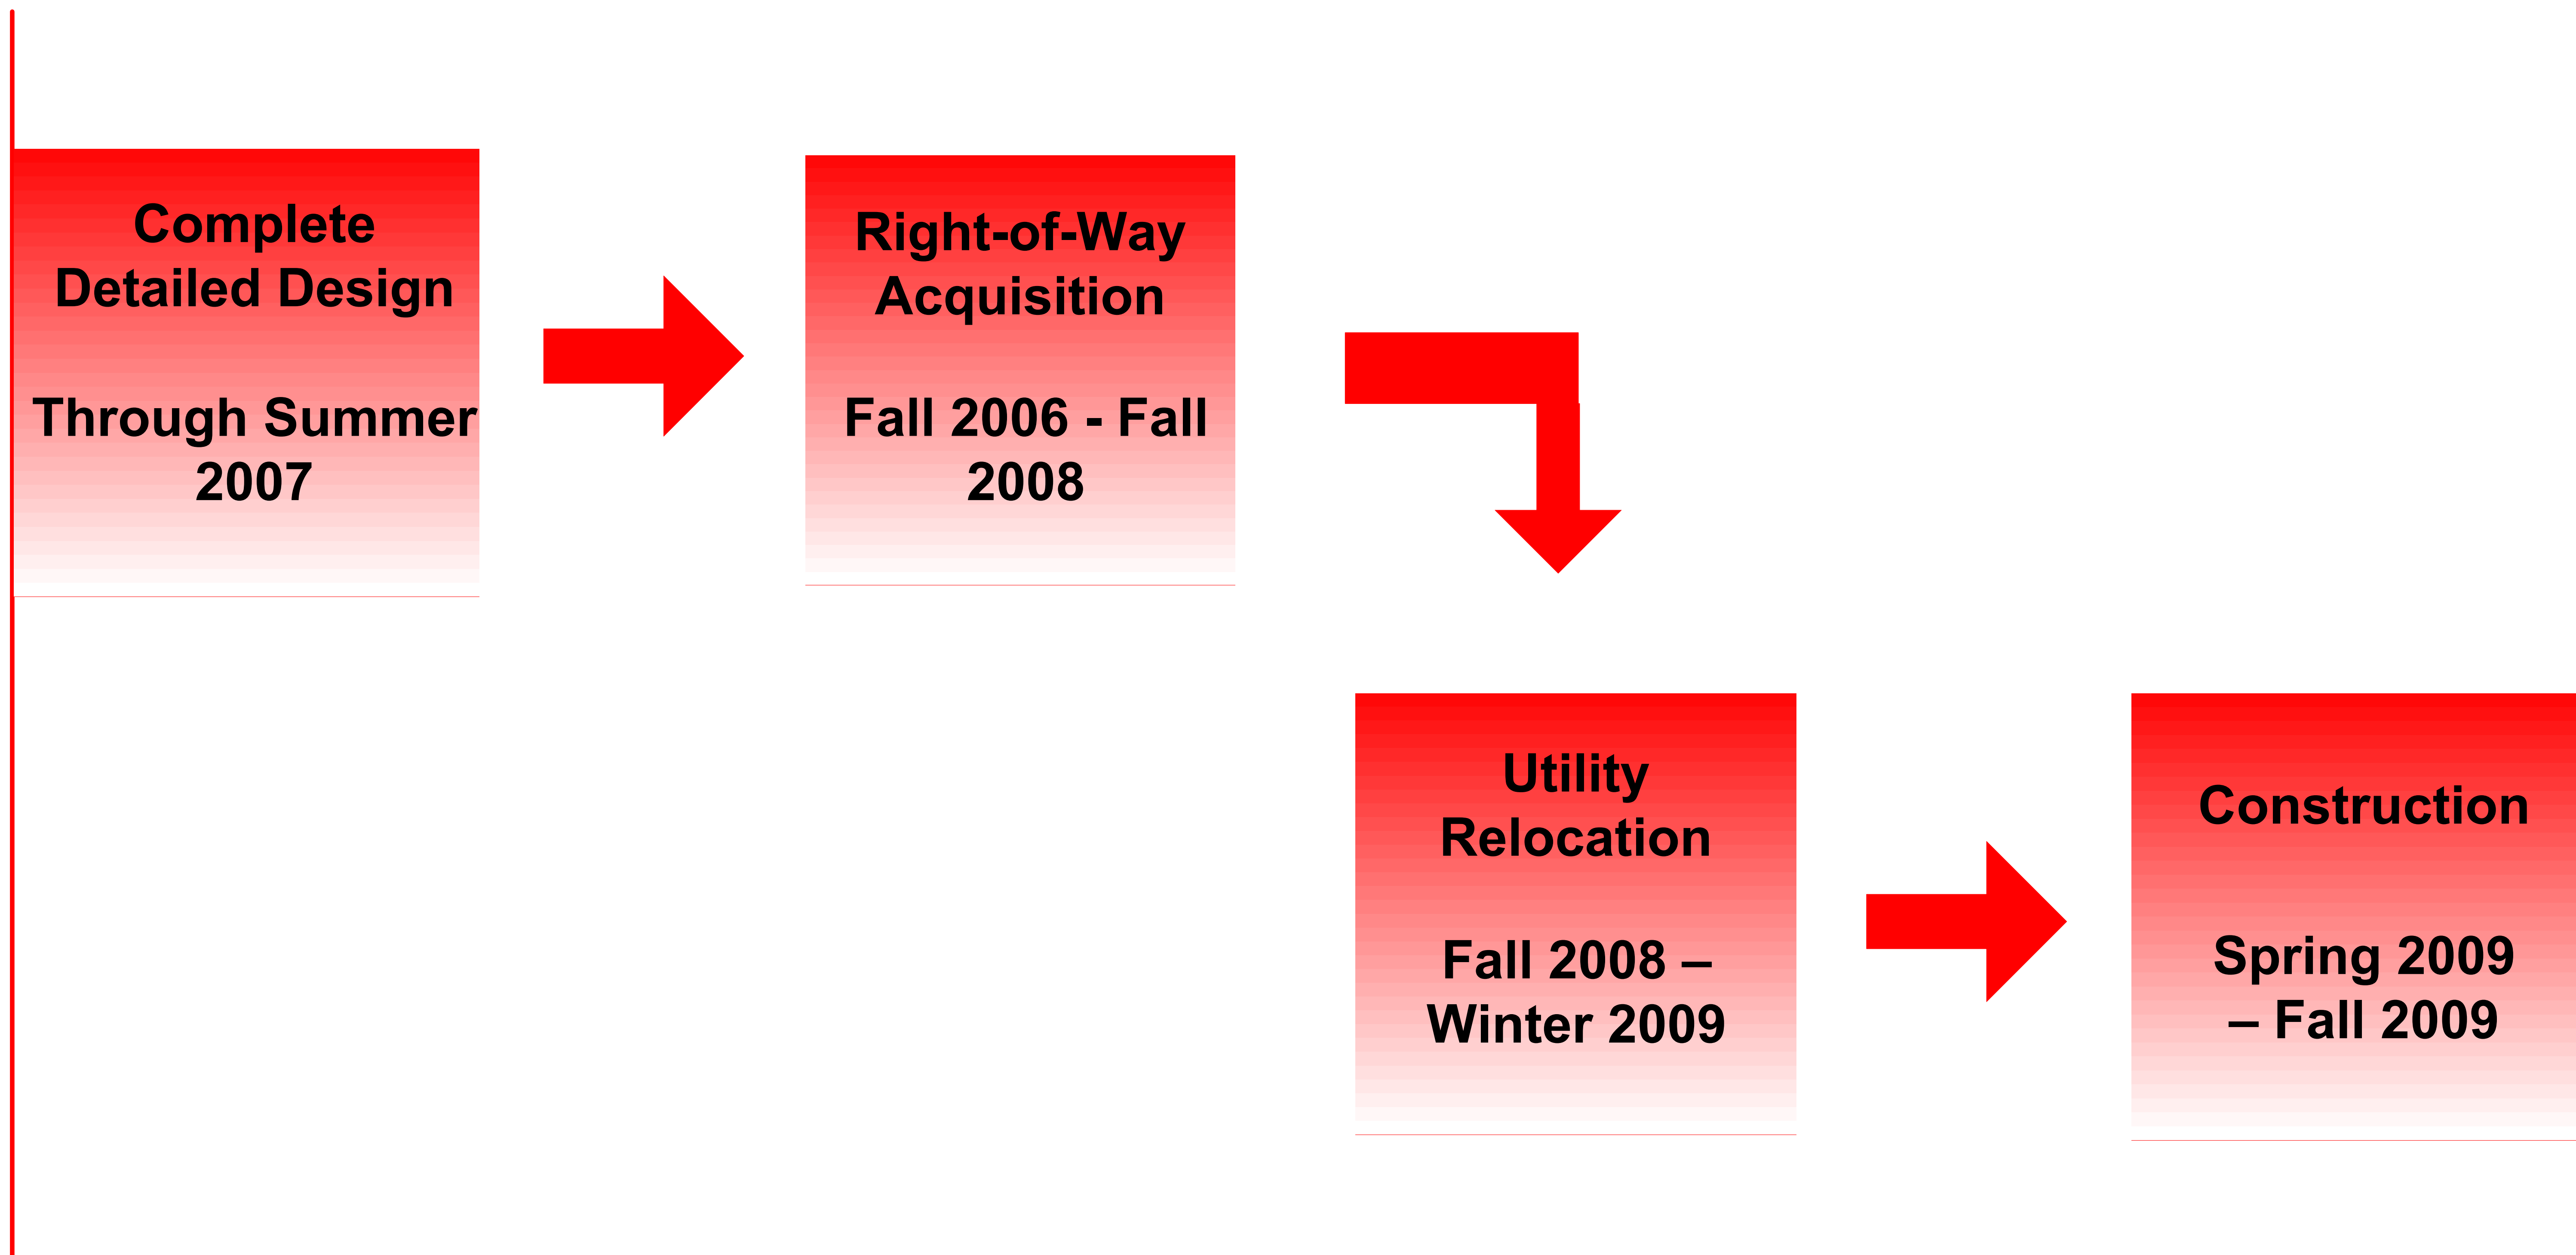 Complete
Detailed Design
Through Summer
2007
Right-of-Way
Acquisition
Fall 2006 - Fall
2008
Utility
Relocation
Fall 2008 –
Winter 2009
Construction
Spring 2009
– Fall 2009